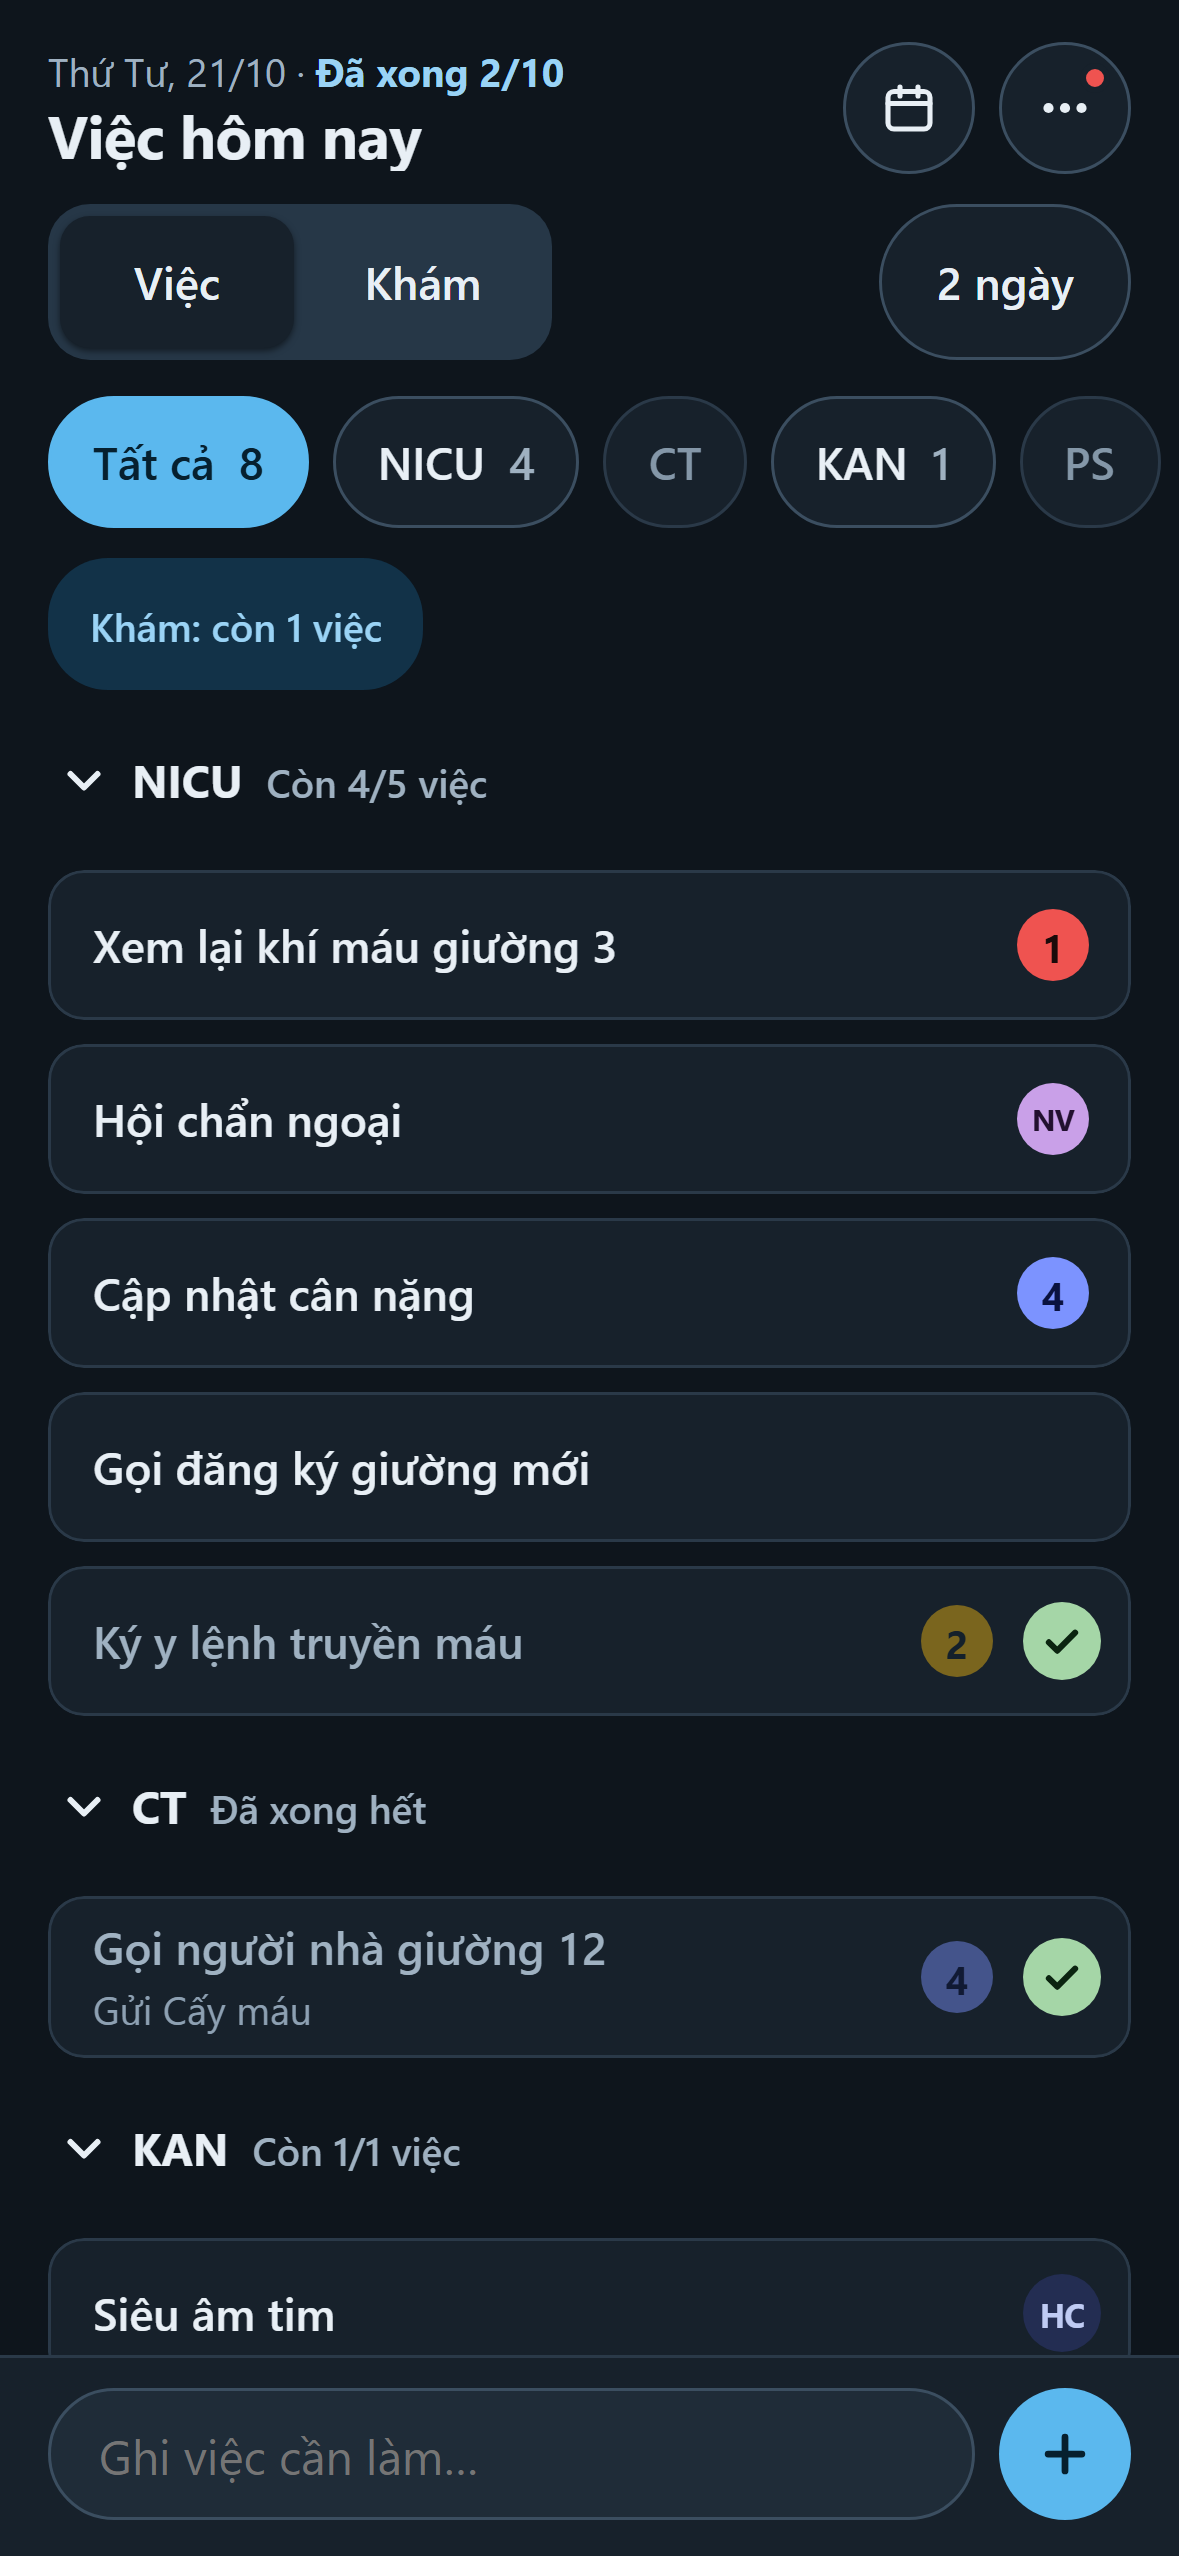 Thứ Tư, 21/10 · Đã xong 2/10
Việc hôm nay
Việc
Khám
2 ngày
Tất cả 8
NICU 4
CT
KAN 1
PS
Khám: còn 1 việc
NICU Còn 4/5 việc
Xem lại khí máu giường 3
1
Hội chẩn ngoại
NV
Cập nhật cân nặng
4
Gọi đăng ký giường mới
Ký y lệnh truyền máu
2
CT Đã xong hết
Gọi người nhà giường 12
Gửi Cấy máu
4
KAN Còn 1/1 việc
Siêu âm tim
HC
Ghi việc cần làm...